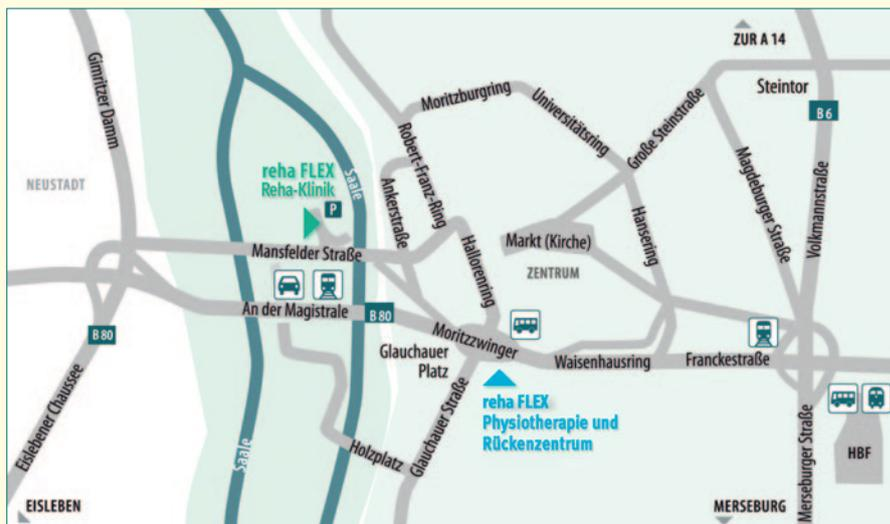 ZUR A 14
Steintor
B 6
Gimritzer Damm
Moritzburgring
Universitätsring
Große Steinstraße
Magdeburger Straße
Volkmannstraße
NEUSTADT
reha FLEX
Reha-Klinik
P
Saale
Robert-Franz-Ring
Ankerstraße
Hallorenring
Hansering
Markt (Kirche)
ZENTRUM
Mansfelder Straße
An der Magistrale
B 80
B 80
Moritzzwinger
Glauchauer
Platz
Waisenhausring
Franckestraße
reha FLEX
Physiotherapie und
Rückenzentrum
Eislebener Chaussee
Saale
Holzplatz
Glauchauer Straße
Merseburger Straße
HBF
EISLEBEN
MERSEBURG